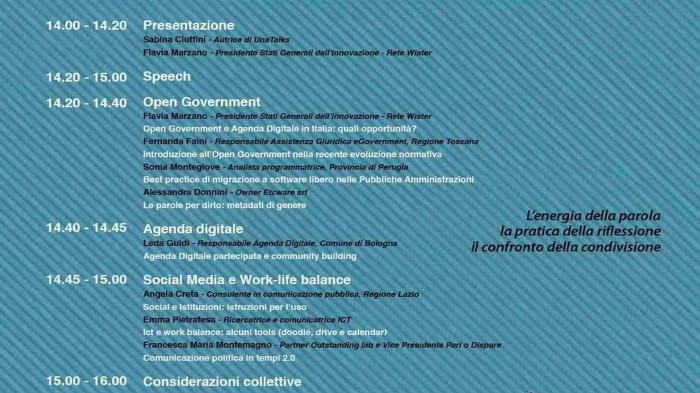 14.00 - 14.20 Presentazione
Sabina Ciuffini - Autrice di UnaTalks
Flavia Marzano - Presidente Stati Generali dell'Innovazione - Rete Wister
14.20 - 15.00 Speech
14.20 - 14.40 Open Government
Flavia Marzano - Presidente Stati Generali dell'Innovazione - Rete Wister
Open Government e Agenda Digitale in Italia: quali opportunità?
Fernanda Faini - Responsabile Assistenza Giuridica eGovernment, Regione Toscana
Introduzione all'Open Government nella recente evoluzione normativa
Sonia Montegiove - Analista programmatrice, Provincia di Perugia
Best practice di migrazione a software libero nelle Pubbliche Amministrazioni
Alessandra Donnini - Owner Etcware srl
Le parole per dirlo: metadati di genere
L'energia della parola
la pratica della riflessione
il confronto della condivisione
14.40 - 14.45 Agenda digitale
Leda Guidi - Responsabile Agenda Digitale, Comune di Bologna
Agenda Digitale partecipata e community building
14.45 - 15.00 Social Media e Work-life balance
Angela Creta - Consulente in comunicazione pubblica, Regione Lazio
Social e Istituzioni: istruzioni per l'uso
Emma Pietrafesa - Ricercatrice e comunicatrice ICT
Ict e work balance: alcuni tools (doodle, drive e calendar)
Francesca Maria Montemagno - Partner Outstanding lab e Vice Presidente Pari o Dispare
Comunicazione politica in tempi 2.0
15.00 - 16.00 Considerazioni collettive